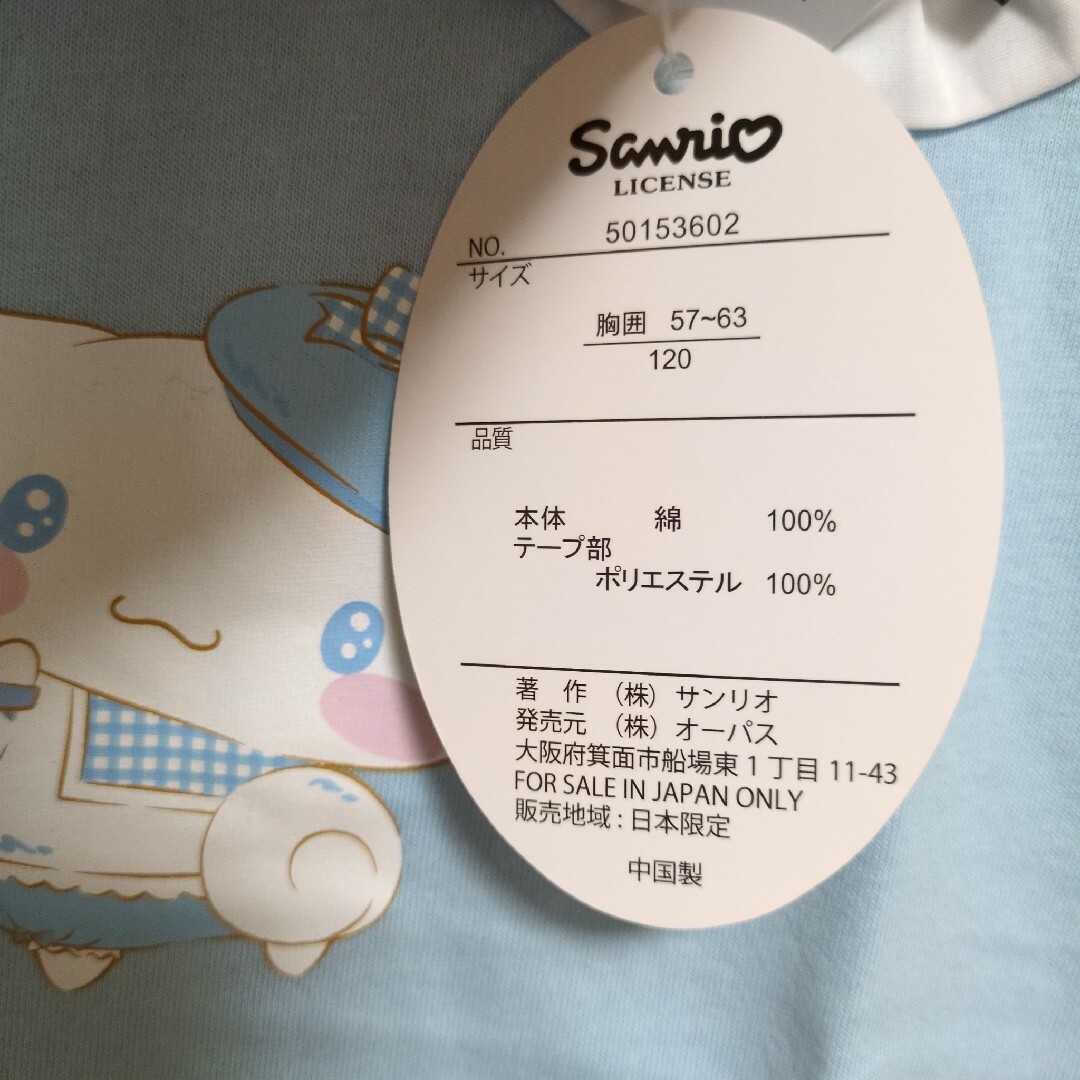 Sanrio
LICENSE
NO. 50153602
サイズ
胸囲 57~63
120
品質
本体 綿 100%
テープ部
ポリエステル 100%
著 作 (株) サンリオ
発売元 (株) オーパス
大阪府箕面市船場東1丁目11-43
FOR SALE IN JAPAN ONLY
販売地域:日本限定
中国製